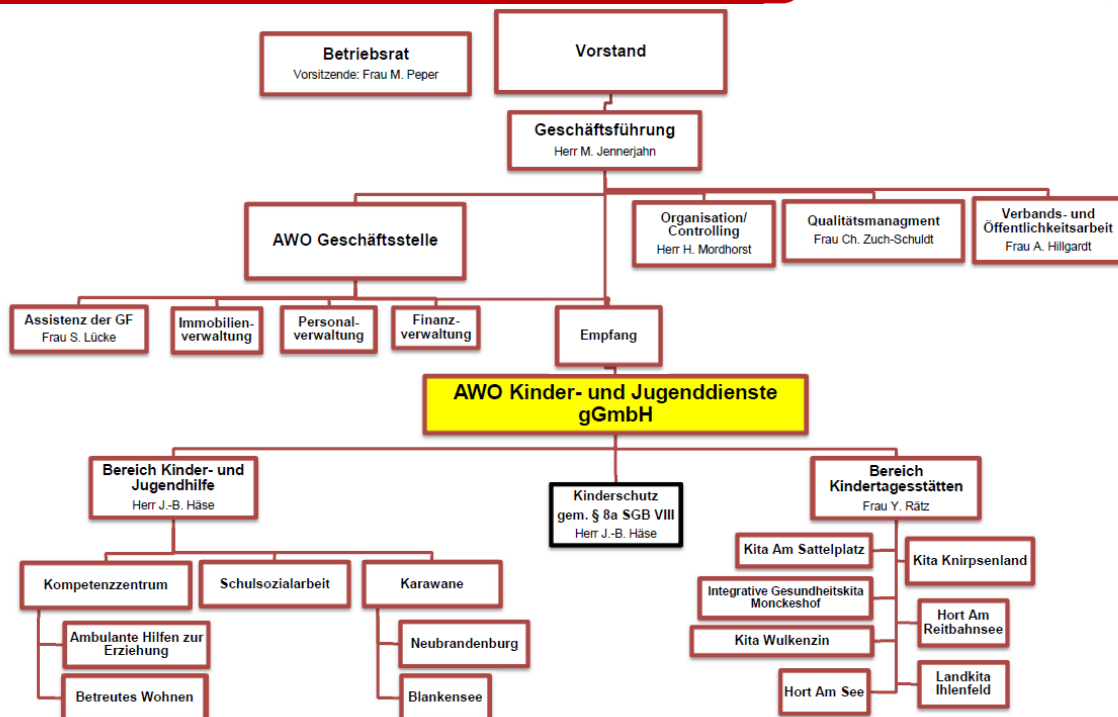 Betriebsrat
Vorsitzende: Frau M. Peper
Vorstand
Geschäftsführung
Herr M. Jennerjahn
AWO Geschäftsstelle
Organisation/
Controlling
Herr H. Mordhorst
Qualitätsmanagment
Frau Ch. Zuch-Schuldt
Verbands- und
Öffentlichkeitsarbeit
Frau A. Hillgardt
Assistenz der GF
Frau S. Lücke
Immobilien-
verwaltung
Personal-
verwaltung
Finanz-
verwaltung
Empfang
AWO Kinder- und Jugenddienste
gGmbH
Bereich Kinder- und
Jugendhilfe
Herr J.-B. Häse
Kinderschutz
gem. § 8a SGB VIII
Herr J.-B. Häse
Bereich
Kindertagesstätten
Frau Y. Rätz
Kompetenzzentrum
Schulsozialarbeit
Karawane
Ambulante Hilfen zur
Erziehung
Betreutes Wohnen
Neubrandenburg
Blankensee
Kita Am Sattelplatz
Kita Knirpsenland
Integrative Gesundheitskita
Monckeshof
Hort Am
Reitbahnsee
Kita Wulkenzin
Hort Am See
Landkita
Ihlenfeld